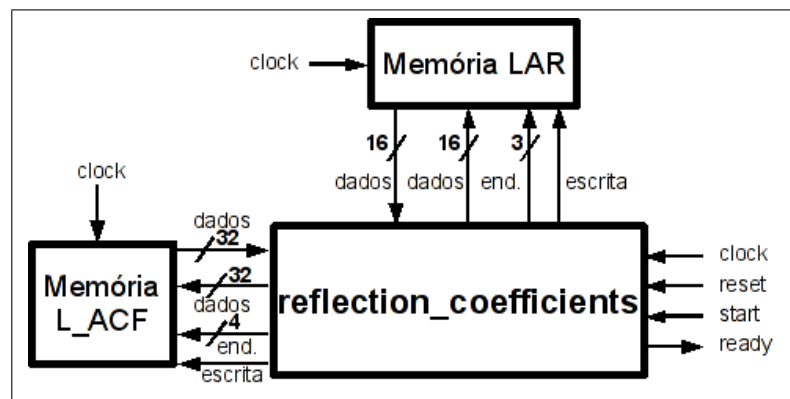 clock
Memória LAR
16
16
3
dados
dados
end.
escrita
clock
dados
32
Memória
L_ACF
32
dados
4
end.
escrita
reflection_coefficients
clock
reset
start
ready